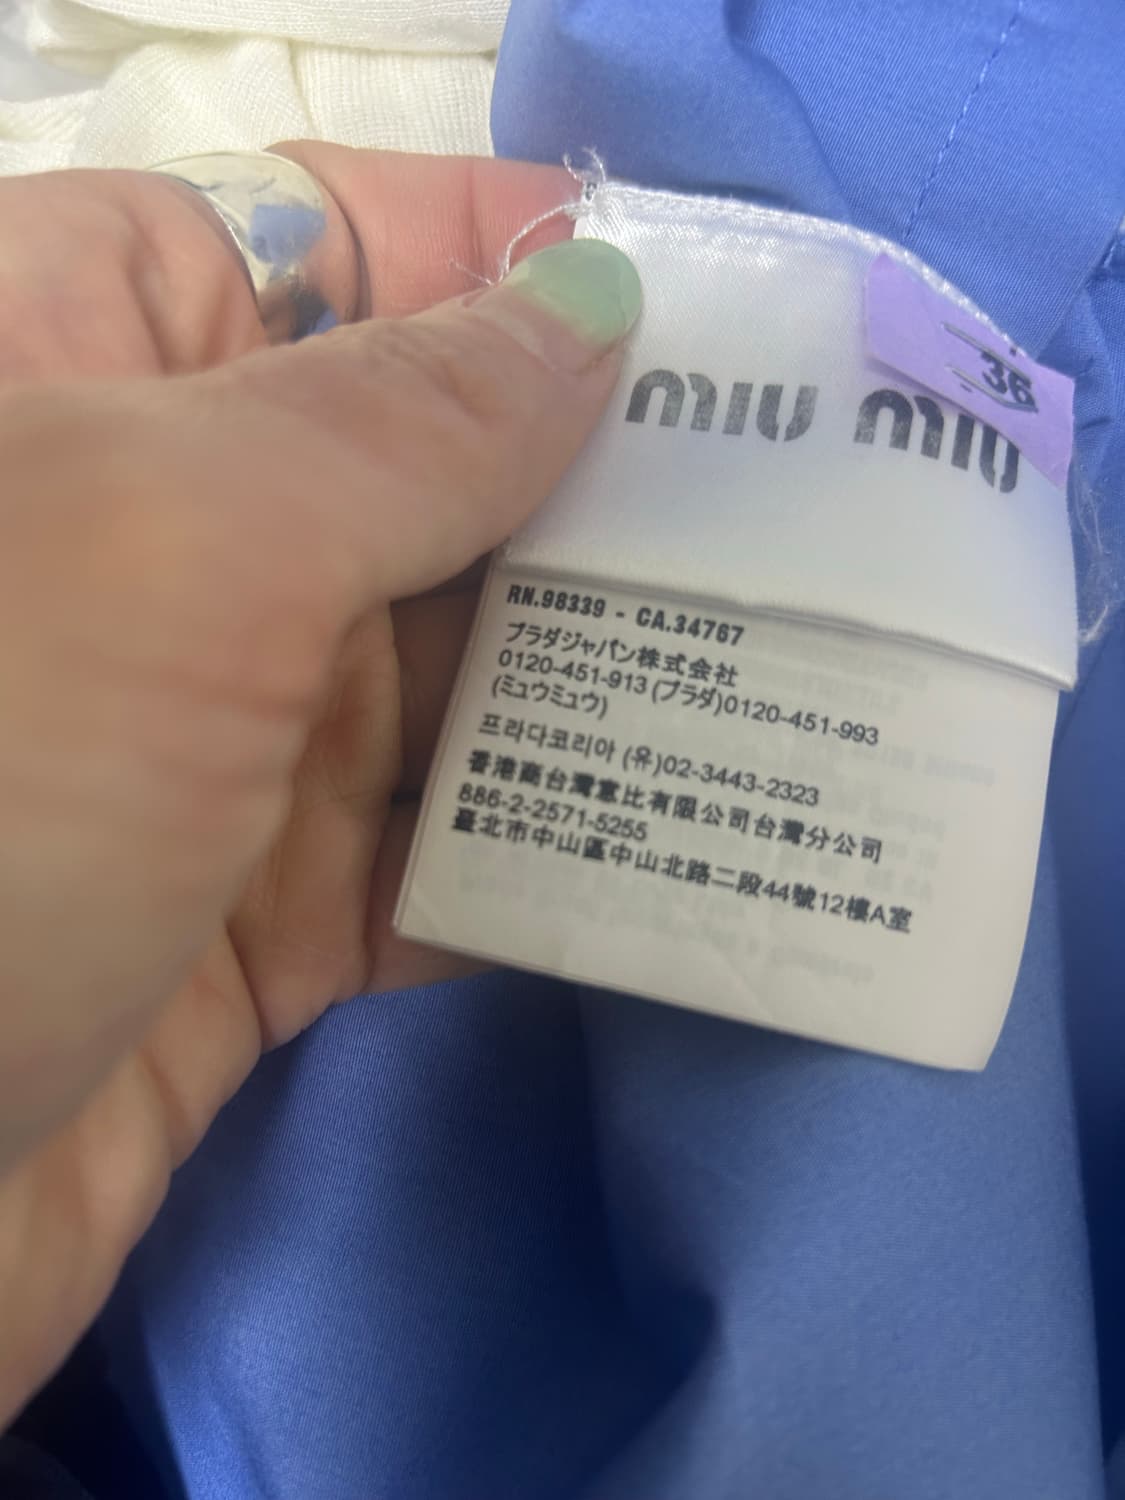 miu miu
36
RN.98339 - CA.34767
プラダジャパン株式会社
0120-451-913 (プラダ)0120-451-993
(ミュウミュウ)
프라다코리아 (유)02-3443-2323
香港商台灣意比有限公司台灣分公司
886-2-2571-5255
臺北市中山區中山北路二段44號12樓A室